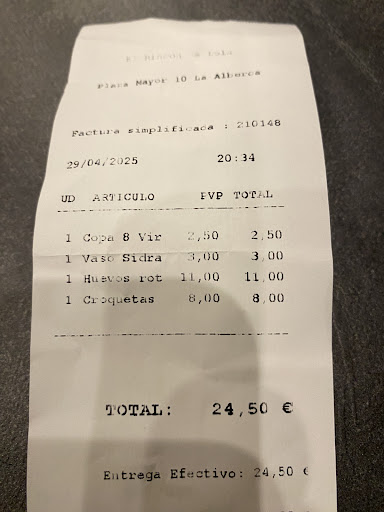 Plaza Mayor 10 La Alberca
Factura simplificada : 210148
29/04/2025 20:34
UD ARTICULO PVP TOTAL
1 Copa 8 Vir 2,50 2,50
1 Vaso Sidra 3,00 3,00
1 Huevos rot 11,00 11,00
1 Croquetas 8,00 8,00
TOTAL: 24,50 €
Entrega Efectivo: 24,50 €